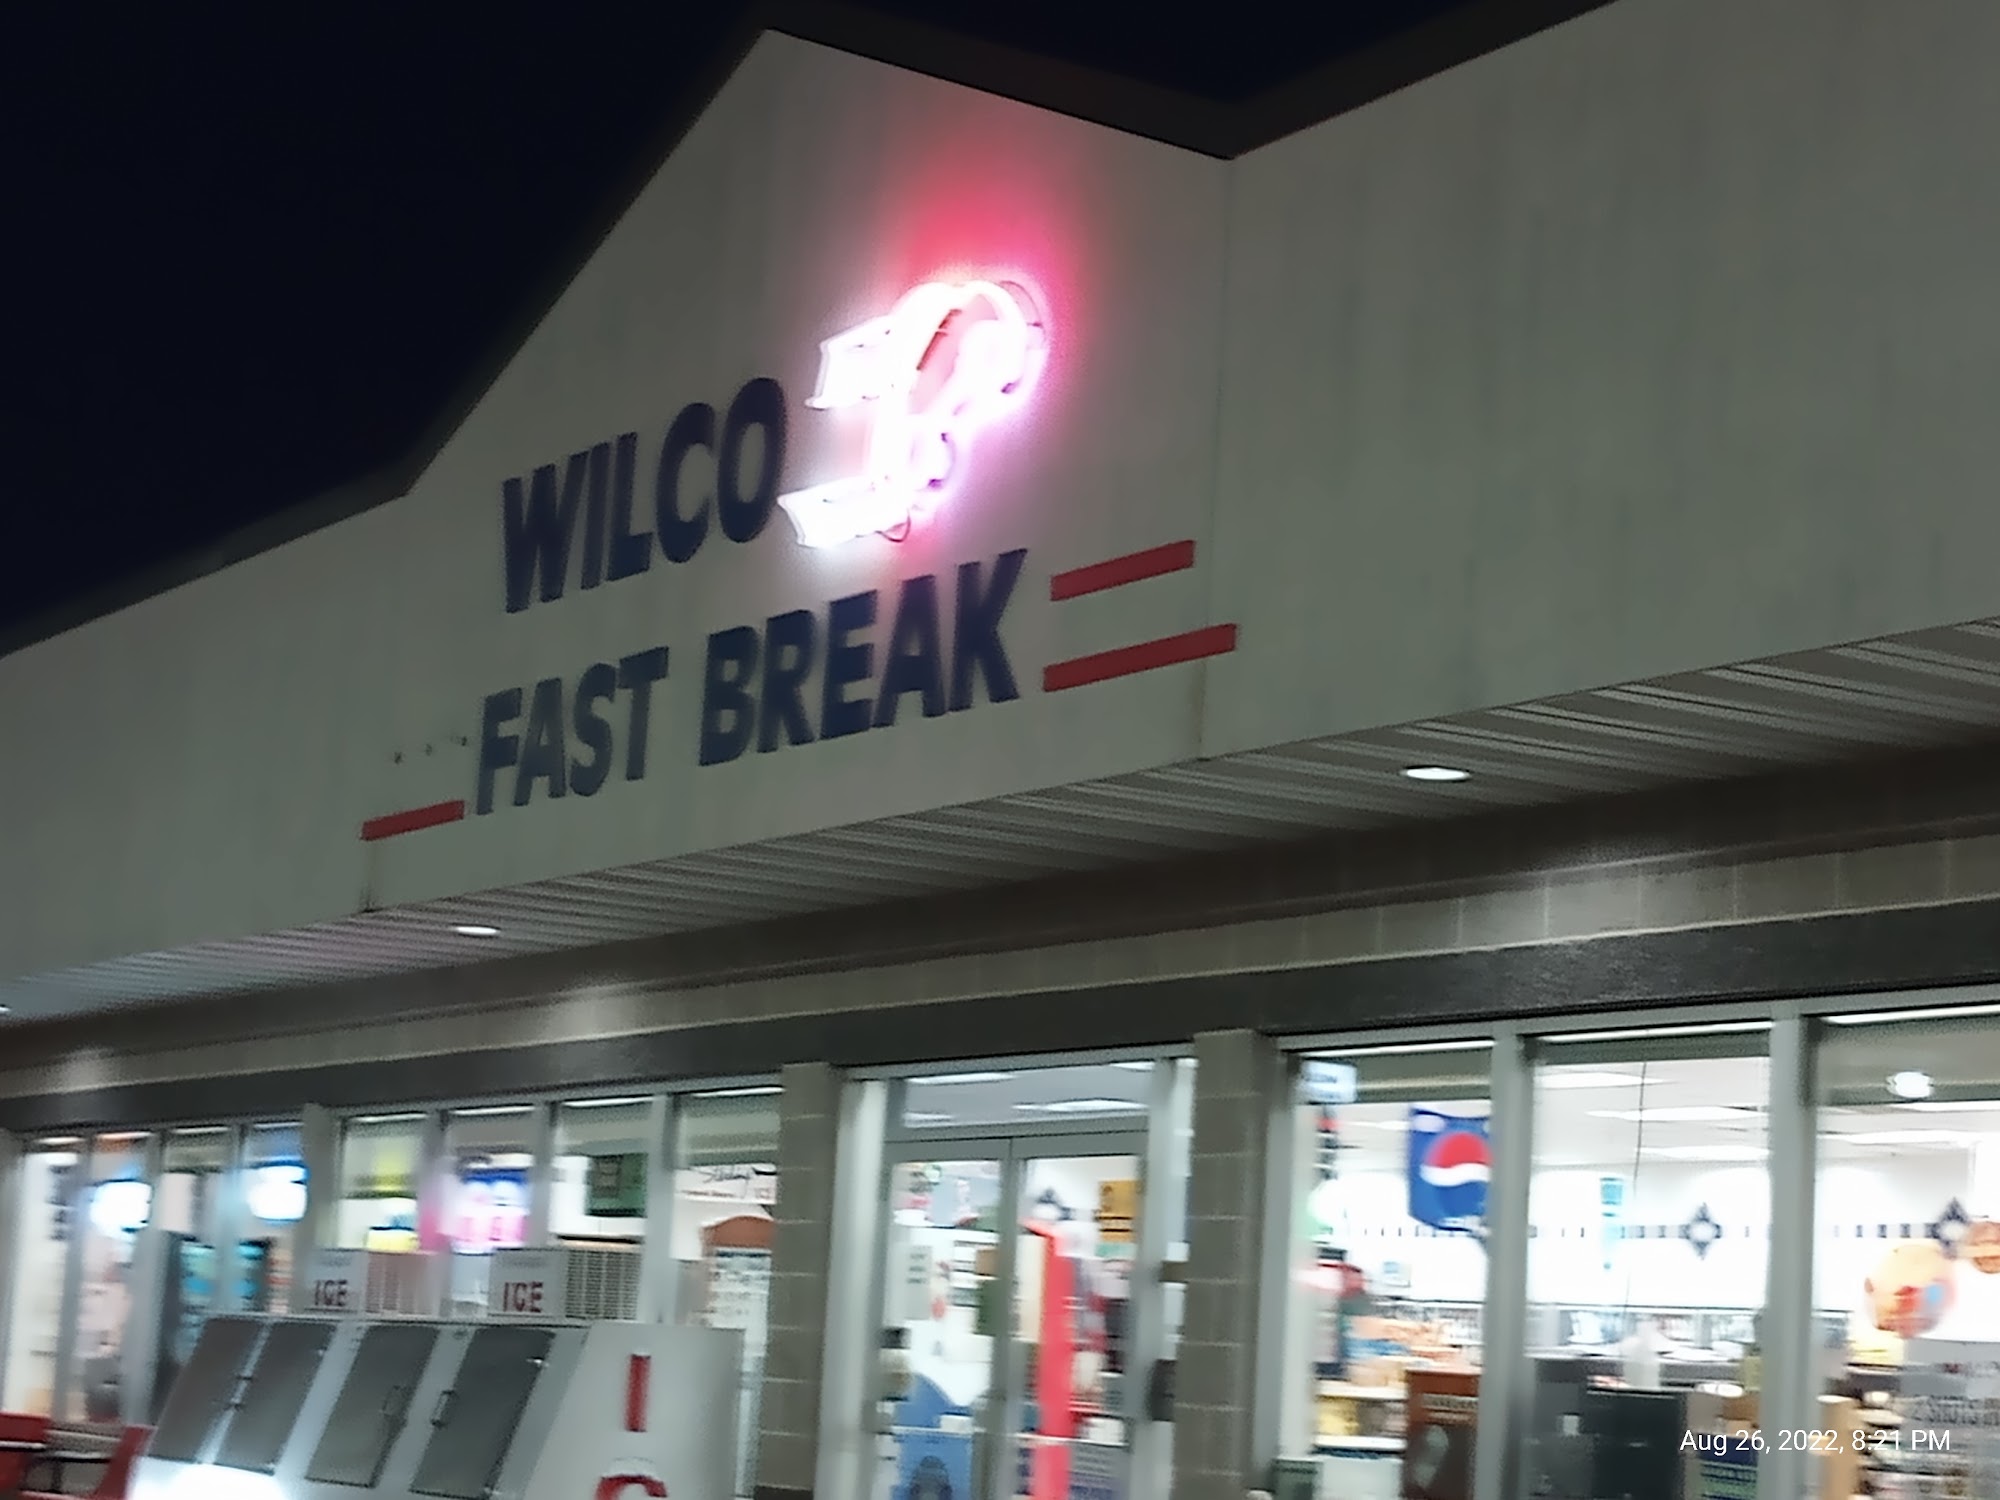 WILCO
FAST BREAK
ICE
ICE
I
C
Aug 26, 2022, 8:21 PM